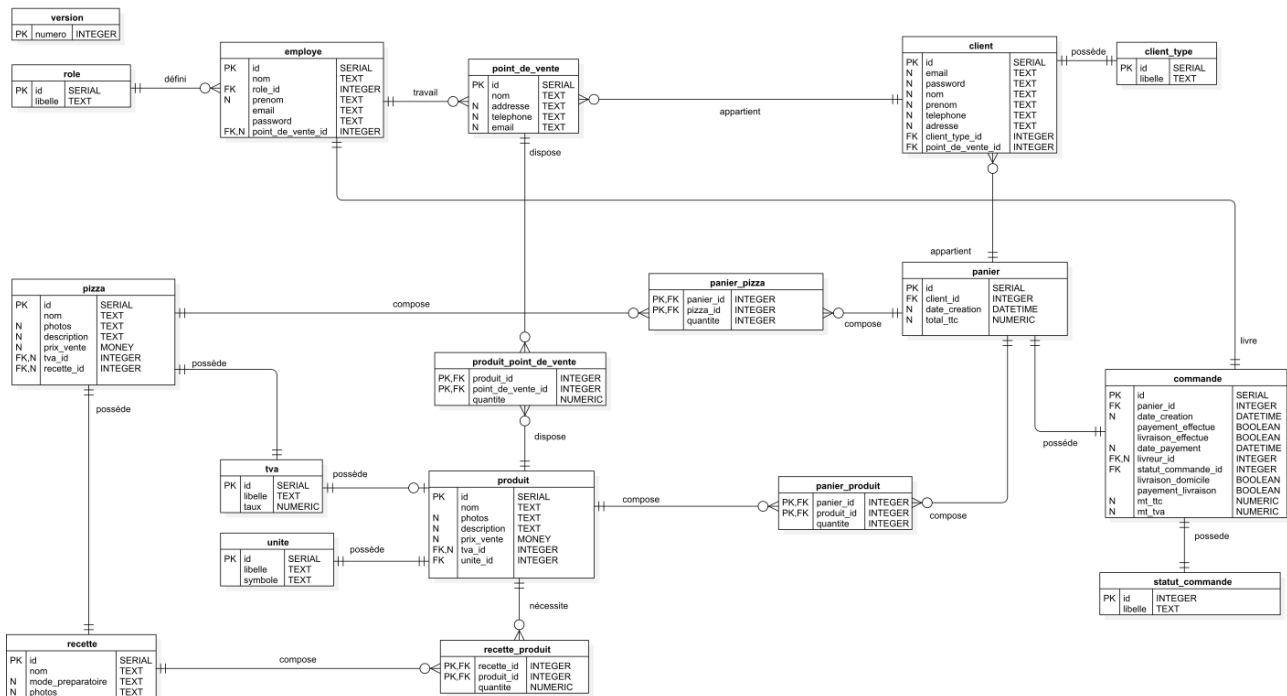 version
PK numero INTEGER
role
PK id SERIAL
libelle TEXT
défini
employe
PK id SERIAL
nom TEXT
FK role_id INTEGER
N prenom TEXT
email TEXT
password TEXT
FK,N point_de_vente_id INTEGER
travail
point_de_vente
PK id SERIAL
nom TEXT
N addresse TEXT
N telephone TEXT
N email TEXT
dispose
appartient
client
PK id SERIAL
N email TEXT
N password TEXT
N nom TEXT
N prenom TEXT
N telephone TEXT
N adresse TEXT
FK client_type_id INTEGER
FK point_de_vente_id INTEGER
possède
client_type
PK id SERIAL
libelle TEXT
appartient
pizza
PK id SERIAL
nom TEXT
N photos TEXT
N description TEXT
N prix_vente MONEY
FK,N tva_id INTEGER
FK,N recette_id INTEGER
compose
possède
posséde
panier_pizza
PK,FK panier_id INTEGER
PK,FK pizza_id INTEGER
quantite INTEGER
compose
panier
PK id SERIAL
FK client_id INTEGER
N date_creation DATETIME
N total_ttc NUMERIC
livre
produit_point_de_vente
PK,FK produit_id INTEGER
PK,FK point_de_vente_id INTEGER
quantite NUMERIC
dispose
commande
PK id SERIAL
FK panier_id INTEGER
N date_creation DATETIME
payement_effectue BOOLEAN
livraison_effectue BOOLEAN
N date_payement DATETIME
FK,N livreur_id INTEGER
FK statut_commande_id INTEGER
livraison_domicile BOOLEAN
payement_livraison BOOLEAN
N mt_ttc NUMERIC
N mt_tva NUMERIC
posséde
tva
PK id SERIAL
libelle TEXT
taux NUMERIC
possède
produit
PK id SERIAL
nom TEXT
N photos TEXT
N description TEXT
N prix_vente MONEY
FK,N tva_id INTEGER
FK unite_id INTEGER
compose
panier_produit
PK,FK panier_id INTEGER
PK,FK produit_id INTEGER
quantite INTEGER
compose
unite
PK id SERIAL
libelle TEXT
symbole TEXT
possède
possede
statut_commande
PK id INTEGER
libelle TEXT
nécessite
recette
PK id SERIAL
nom TEXT
N mode_preparatoire TEXT
N photos TEXT
compose
recette_produit
PK,FK recette_id INTEGER
PK,FK produit_id INTEGER
quantite NUMERIC